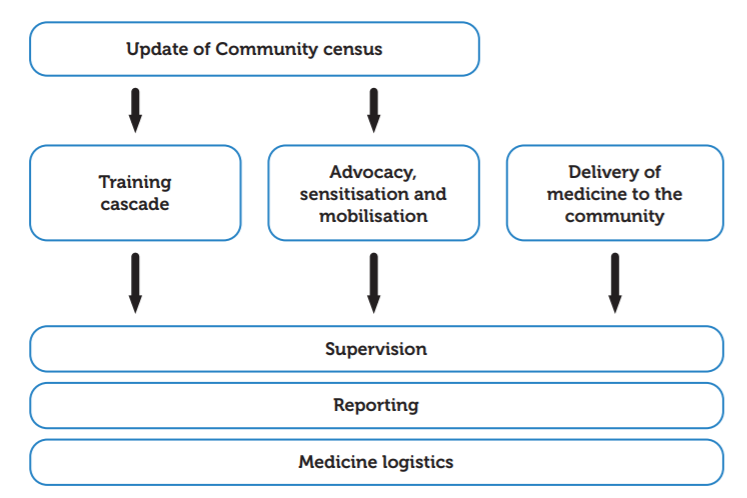 Update of Community census
Training
cascade
Advocacy,
sensitisation and
mobilisation
Delivery of
medicine to the
community
Supervision
Reporting
Medicine logistics